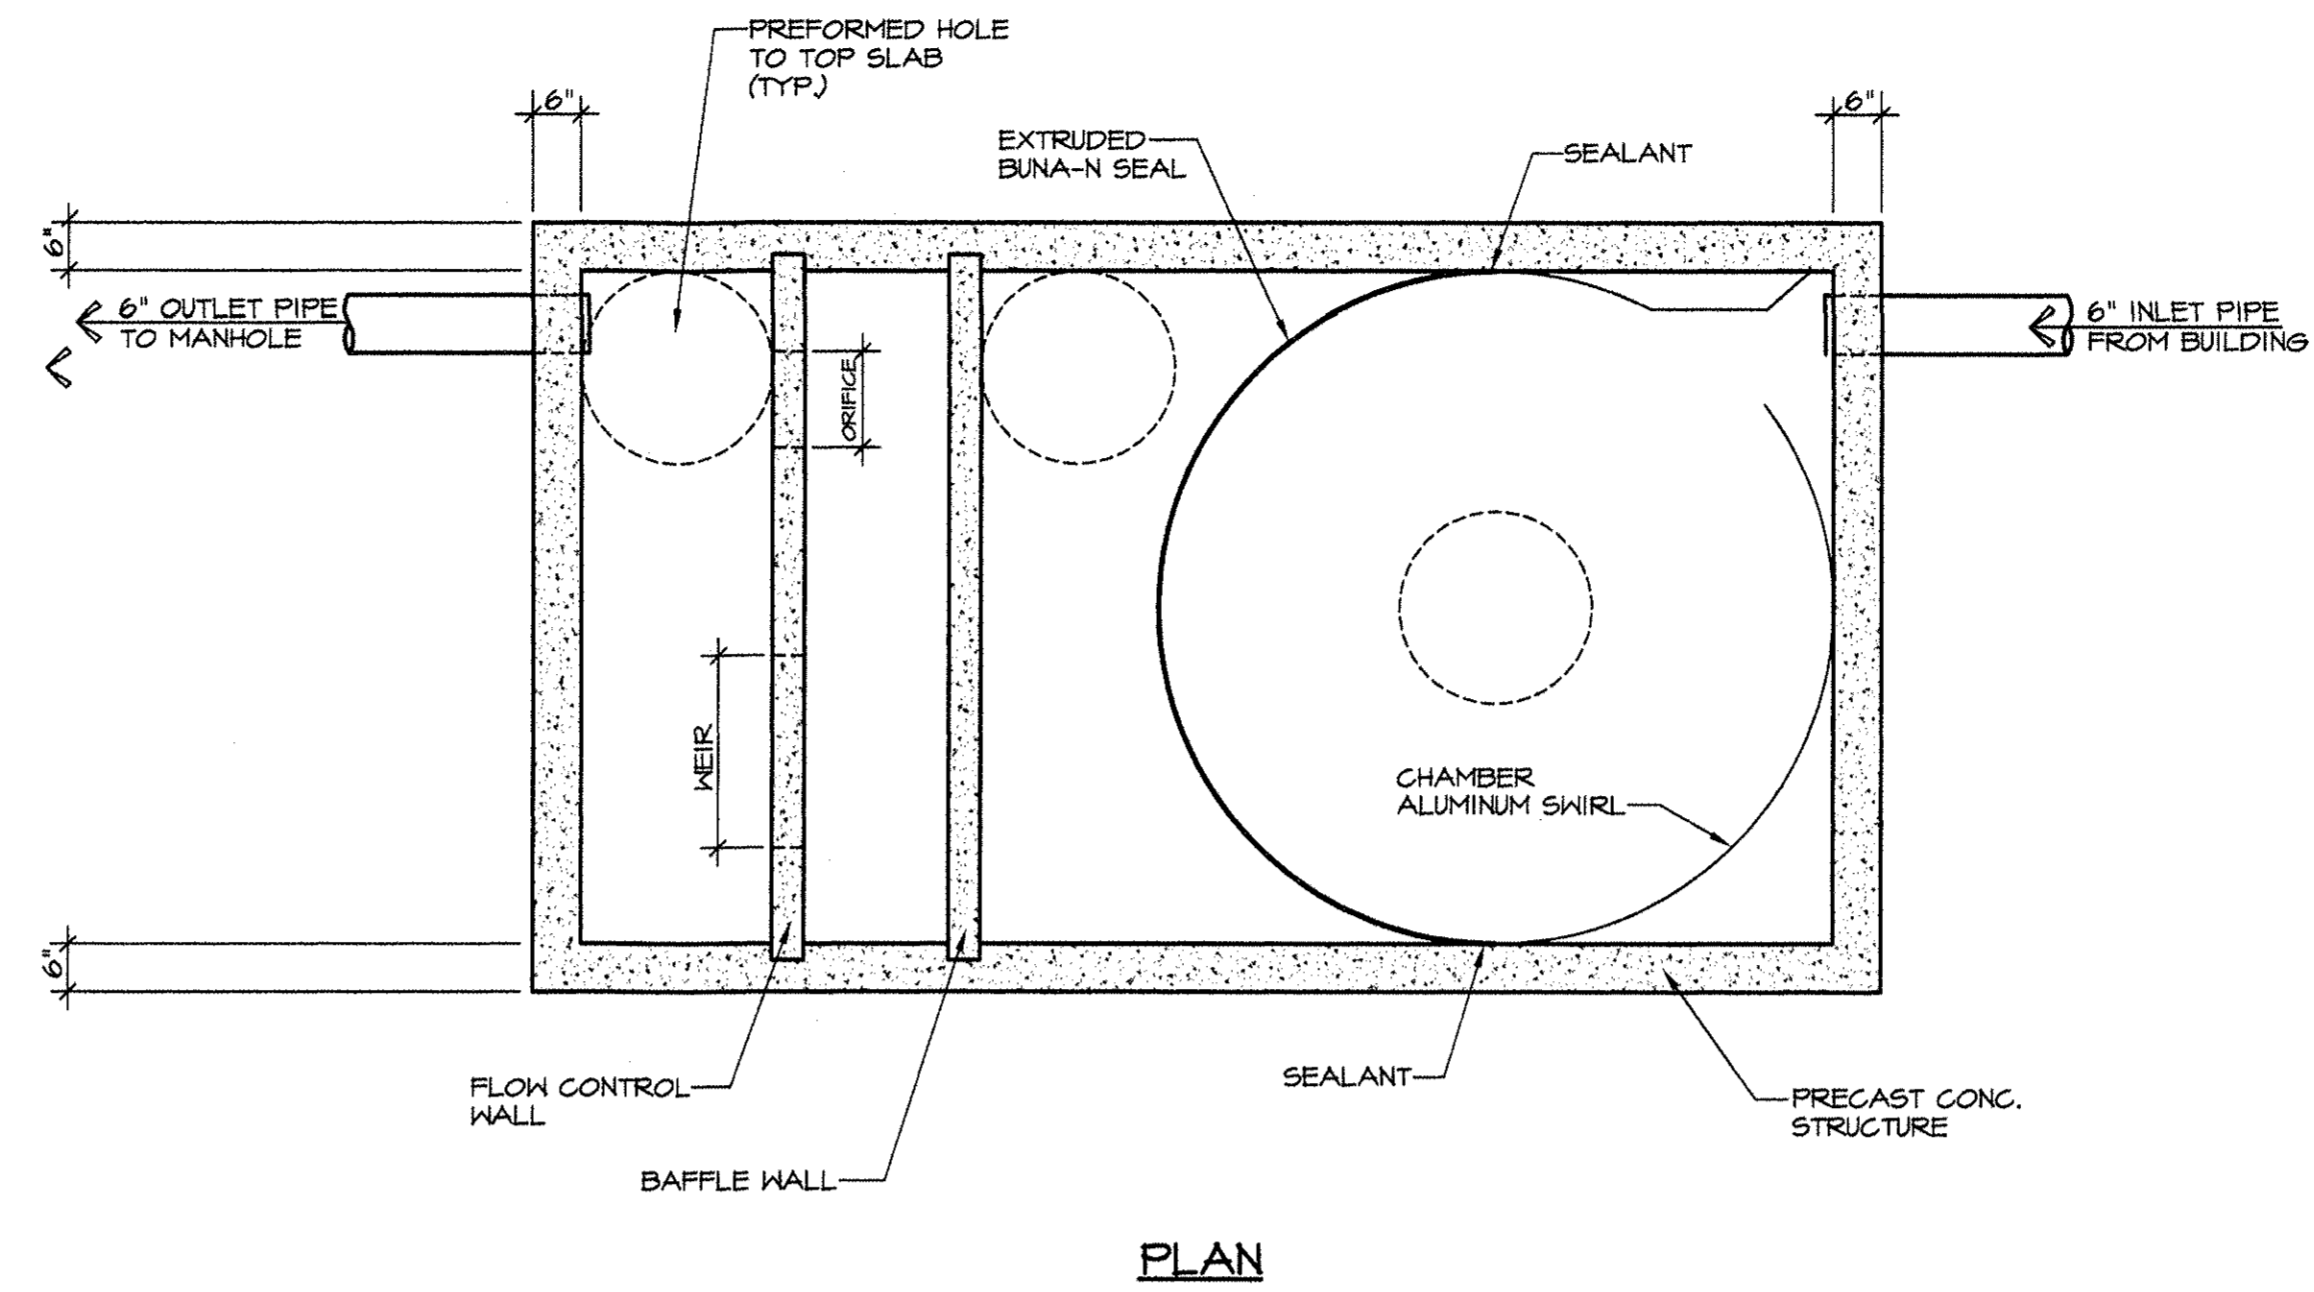 PREFORMED HOLE
TO TOP SLAB
(TYP.)
6"
6"
EXTRUDED
BUNA-N SEAL
SEALANT
6"
6" OUTLET PIPE
TO MANHOLE
6" INLET PIPE
FROM BUILDING
ORIFICE
WEIR
CHAMBER
ALUMINUM SWIRL
6"
FLOW CONTROL
WALL
SEALANT
PRECAST CONC.
STRUCTURE
BAFFLE WALL
PLAN